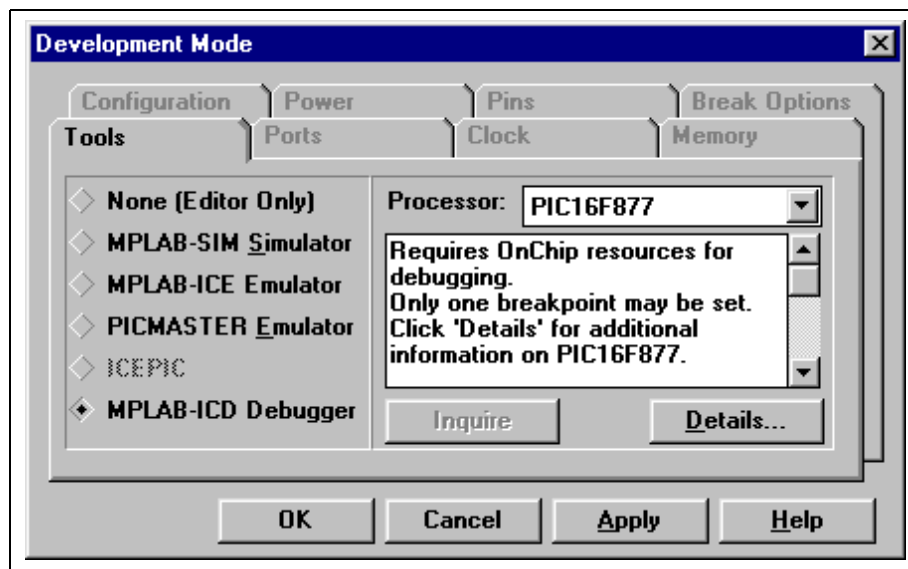 Development Mode
Configuration Power Pins Break Options
Tools Ports Clock Memory
None (Editor Only)
MPLAB-SIM Simulator
MPLAB-ICE Emulator
PICMASTER Emulator
ICEPIC
MPLAB-ICD Debugger
Processor: PIC16F877
Requires OnChip resources for
debugging.
Only one breakpoint may be set.
Click 'Details' for additional
information on PIC16F877.
Inquire Details...
OK Cancel Apply Help